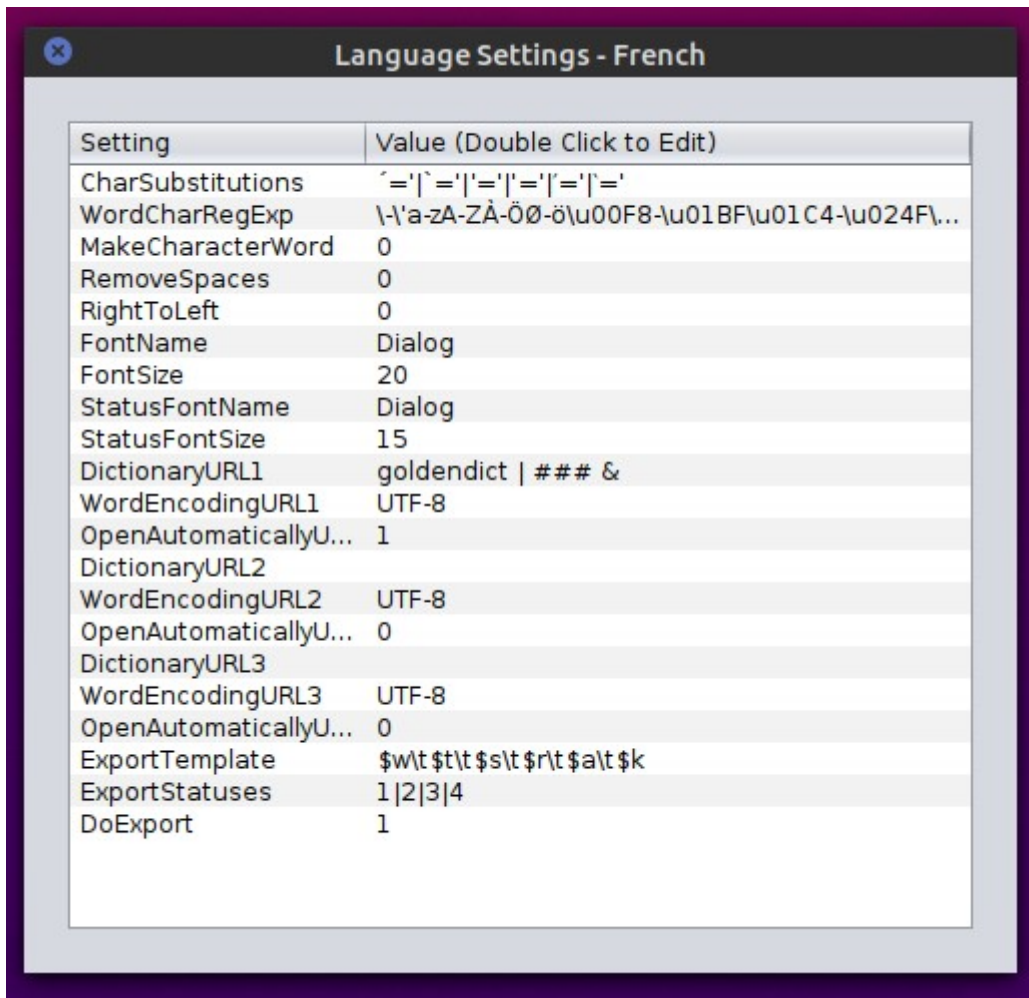 Language Settings - French
Setting Value (Double Click to Edit)
CharSubstitutions ´='|`='|’='|‘='|′='|‵='
WordCharRegExp \-\'a-zA-ZÀ-ÖØ-ö\u00F8-\u01BF\u01C4-\u024F\...
MakeCharacterWord 0
RemoveSpaces 0
RightToLeft 0
FontName Dialog
FontSize 20
StatusFontName Dialog
StatusFontSize 15
DictionaryURL1 goldendict | ### &
WordEncodingURL1 UTF-8
OpenAutomaticallyU... 1
DictionaryURL2
WordEncodingURL2 UTF-8
OpenAutomaticallyU... 0
DictionaryURL3
WordEncodingURL3 UTF-8
OpenAutomaticallyU... 0
ExportTemplate $w\t$t\t$s\t$r\t$a\t$k
ExportStatuses 1|2|3|4
DoExport 1